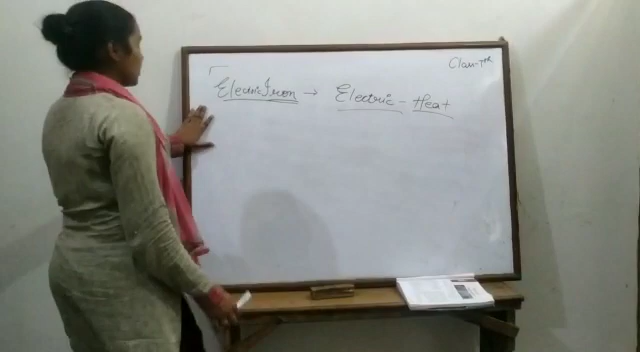 Class-7th
Electric Iron → Electric - Heat